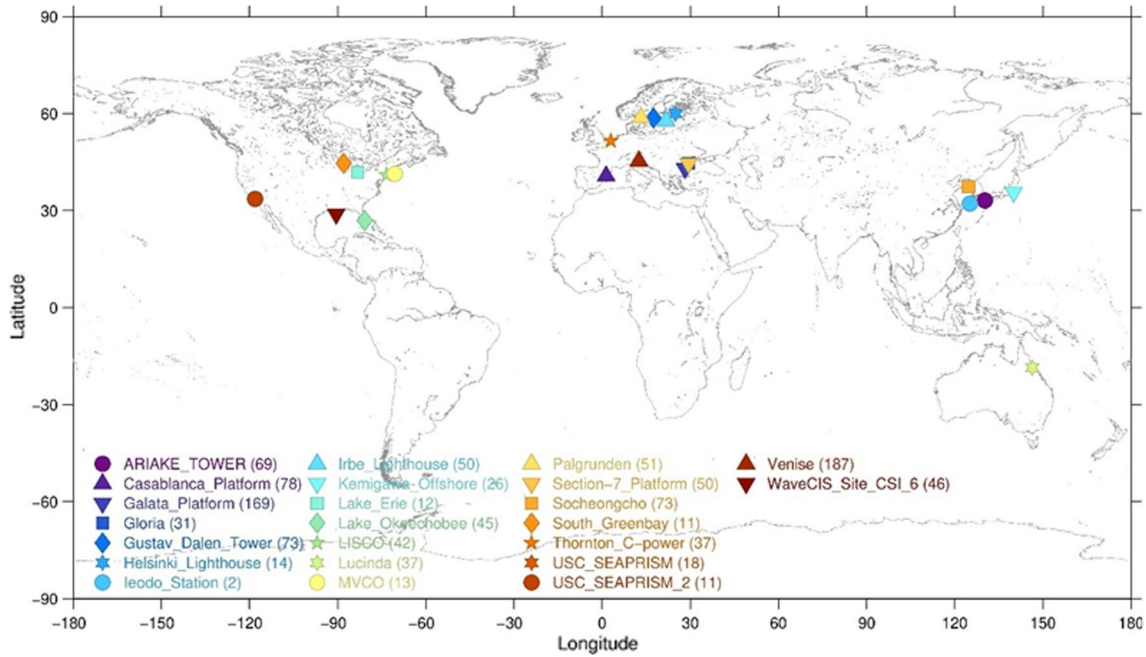 90
60
30
0
−30
−60
−90
Latitude
ARIAKE_TOWER (69)
Casablanca_Platform (78)
Galata_Platform (169)
Gloria (31)
Gustav_Dalen_Tower (73)
Helsinki_Lighthouse (14)
Ieodo_Station (2)
Irbe_Lighthouse (50)
Kemigawa_Offshore (26)
Lake_Erie (12)
Lake_Okeechobee (45)
LISCO (42)
Lucinda (37)
MVCO (13)
Palgrunden (51)
Section−7_Platform (50)
Socheongcho (73)
South_Greenbay (11)
Thornton_C−power (37)
USC_SEAPRISM (18)
USC_SEAPRISM_2 (11)
Venise (187)
WaveCIS_Site_CSI_6 (46)
−180 −150 −120 −90 −60 −30 0 30 60 90 120 150 180
Longitude